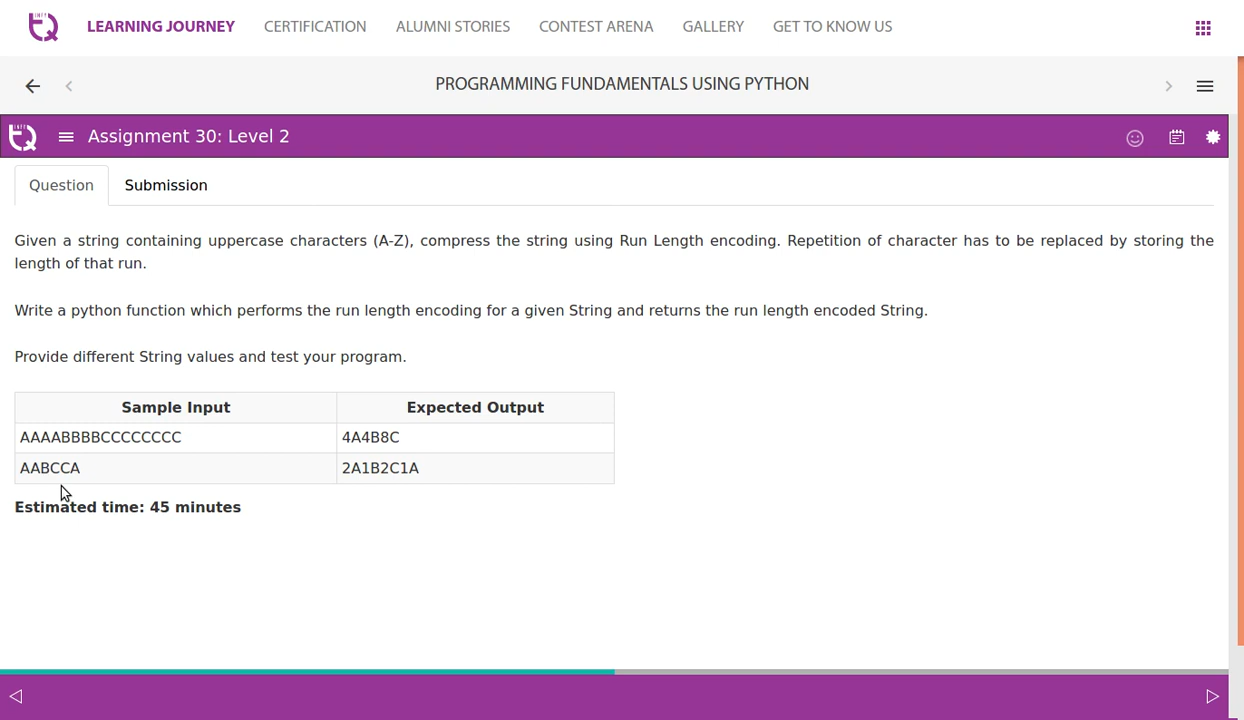 LEARNING JOURNEY CERTIFICATION ALUMNI STORIES CONTEST ARENA GALLERY GET TO KNOW US
PROGRAMMING FUNDAMENTALS USING PYTHON
Assignment 30: Level 2
Question Submission
Given a string containing uppercase characters (A-Z), compress the string using Run Length encoding. Repetition of character has to be replaced by storing the
length of that run.
Write a python function which performs the run length encoding for a given String and returns the run length encoded String.
Provide different String values and test your program.
Sample Input Expected Output
AAAABBBBCCCCCCCC 4A4B8C
AABCCA 2A1B2C1A
Estimated time: 45 minutes